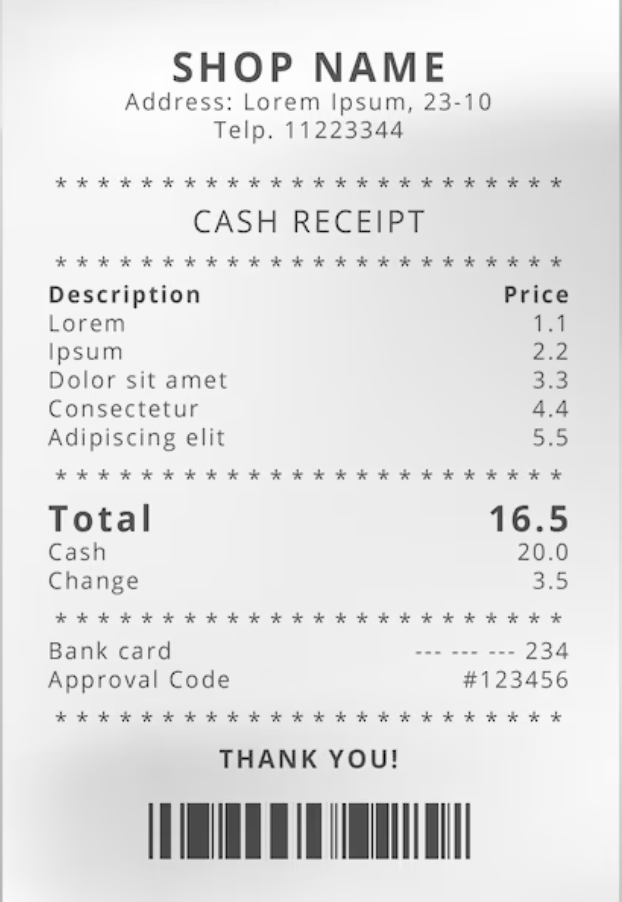 SHOP NAME
Address: Lorem Ipsum, 23-10
Telp. 11223344
* * * * * * * * * * * * * * * * * * * * * * * *
CASH RECEIPT
* * * * * * * * * * * * * * * * * * * * * * * *
Description Price
Lorem 1.1
Ipsum 2.2
Dolor sit amet 3.3
Consectetur 4.4
Adipiscing elit 5.5
* * * * * * * * * * * * * * * * * * * * * * * *
Total 16.5
Cash 20.0
Change 3.5
* * * * * * * * * * * * * * * * * * * * * * * *
Bank card --- --- --- 234
Approval Code #123456
* * * * * * * * * * * * * * * * * * * * * * * *
THANK YOU!